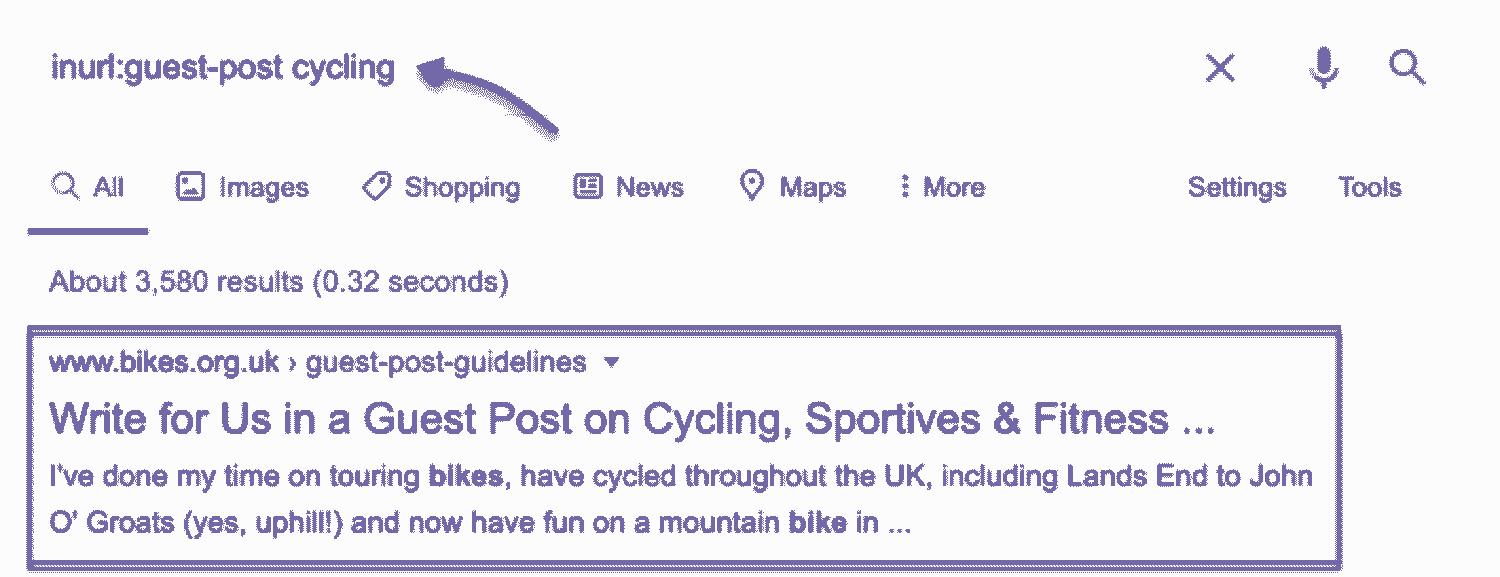 inurl:guest-post cycling
All Images Shopping News Maps More Settings Tools
About 3,580 results (0.32 seconds)
www.bikes.org.uk › guest-post-guidelines
Write for Us in a Guest Post on Cycling, Sportives & Fitness ...
I've done my time on touring bikes, have cycled throughout the UK, including Lands End to John
O' Groats (yes, uphill!) and now have fun on a mountain bike in ...